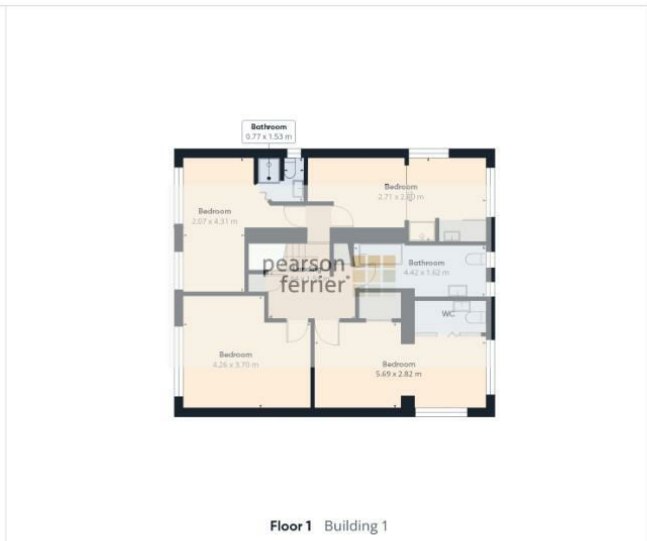 Bathroom
0.77 x 1.53 m
Bedroom
Bedroom
2.07 x 4.31 m
pearson
ferrier
Bathroom
4.42 x 1.62 m
WC
Bedroom
4.26 x 3.70 m
Bedroom
5.69 x 2.82 m
Floor 1 Building 1